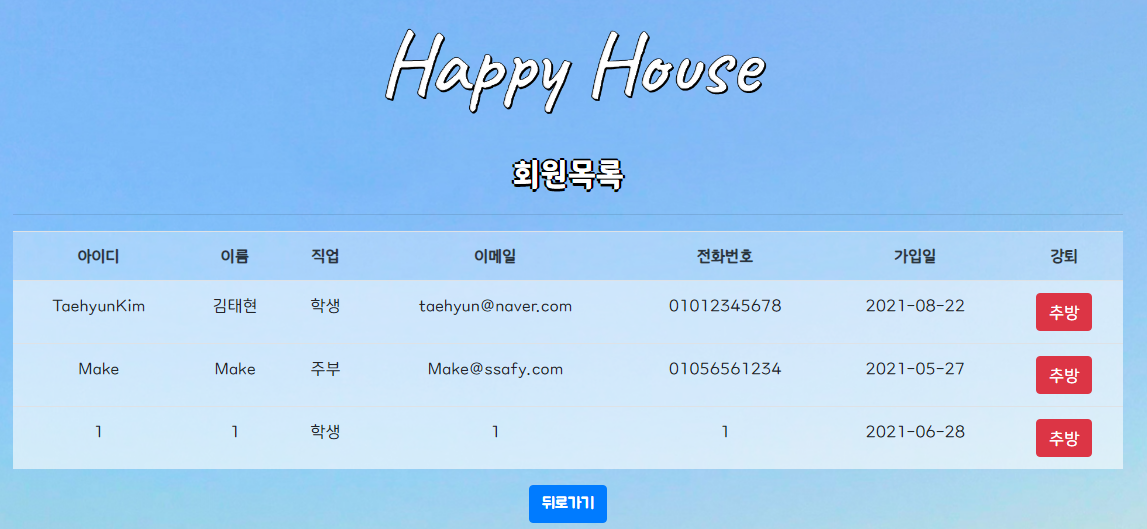 Happy House
회원목록
아이디 이름 직업 이메일 전화번호 가입일 강퇴
TaehyunKim 김태현 학생 taehyun@naver.com 01012345678 2021-08-22 추방
Make Make 주부 Make@ssafy.com 01056561234 2021-05-27 추방
1 1 학생 1 1 2021-06-28 추방
뒤로가기